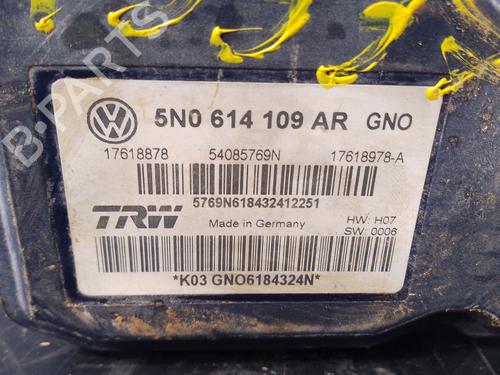 B-PARTS
5N0 614 109 AR GNO
17618878 54085769N 17618978-A
5769N618432412251
TRW Made in Germany HW: H07
SW: 0006
*K03 GNO6184324N*